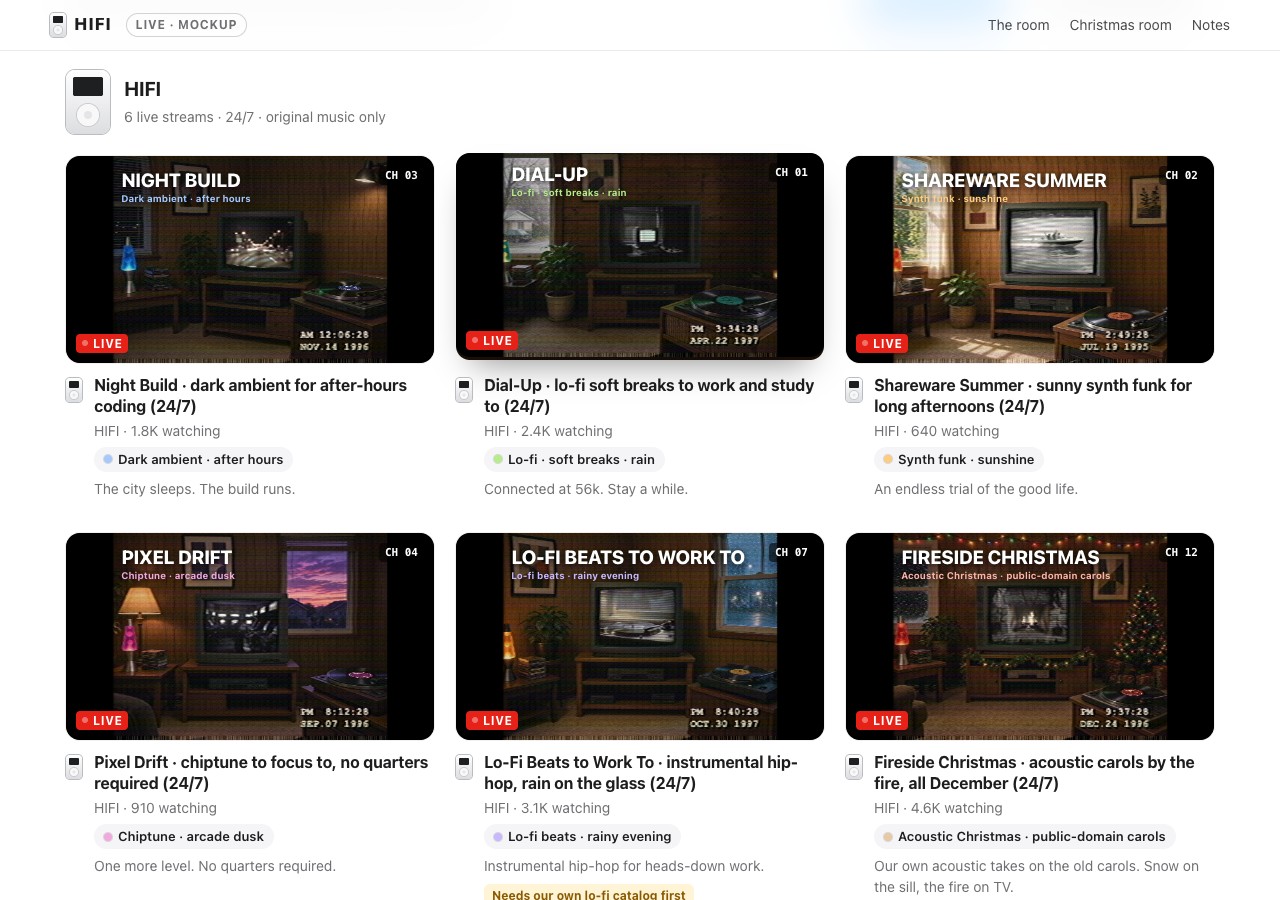 HIFI
LIVE · MOCKUP
The room
Christmas room
Notes
HIFI
6 live streams · 24/7 · original music only
NIGHT BUILD
CH 03
Dark ambient · after hours
AM 12:06:28
NOV.14 1996
LIVE
DIAL-UP
CH 01
Lo-fi · soft breaks · rain
PM 3:34:28
APR.22 1997
LIVE
SHAREWARE SUMMER
CH 02
Synth funk · sunshine
PM 2:49:28
JUL.19 1995
LIVE
Night Build · dark ambient for after-hours
coding (24/7)
HIFI · 1.8K watching
Dark ambient · after hours
The city sleeps. The build runs.
Dial-Up · lo-fi soft breaks to work and study
to (24/7)
HIFI · 2.4K watching
Lo-fi · soft breaks · rain
Connected at 56k. Stay a while.
Shareware Summer · sunny synth funk for
long afternoons (24/7)
HIFI · 640 watching
Synth funk · sunshine
An endless trial of the good life.
PIXEL DRIFT
CH 04
Chiptune · arcade dusk
PM 8:12:28
SEP.07 1996
LIVE
LO-FI BEATS TO WORK TO
CH 07
Lo-fi beats · rainy evening
PM 8:40:28
OCT.30 1997
LIVE
FIRESIDE CHRISTMAS
CH 12
Acoustic Christmas · public-domain carols
PM 9:37:28
DEC.24 1996
LIVE
Pixel Drift · chiptune to focus to, no quarters
required (24/7)
HIFI · 910 watching
Chiptune · arcade dusk
One more level. No quarters required.
Lo-Fi Beats to Work To · instrumental hip-
hop, rain on the glass (24/7)
HIFI · 3.1K watching
Lo-fi beats · rainy evening
Instrumental hip-hop for heads-down work.
Needs our own lo-fi catalog first
Fireside Christmas · acoustic carols by the
fire, all December (24/7)
HIFI · 4.6K watching
Acoustic Christmas · public-domain carols
Our own acoustic takes on the old carols. Snow on
the sill, the fire on TV.